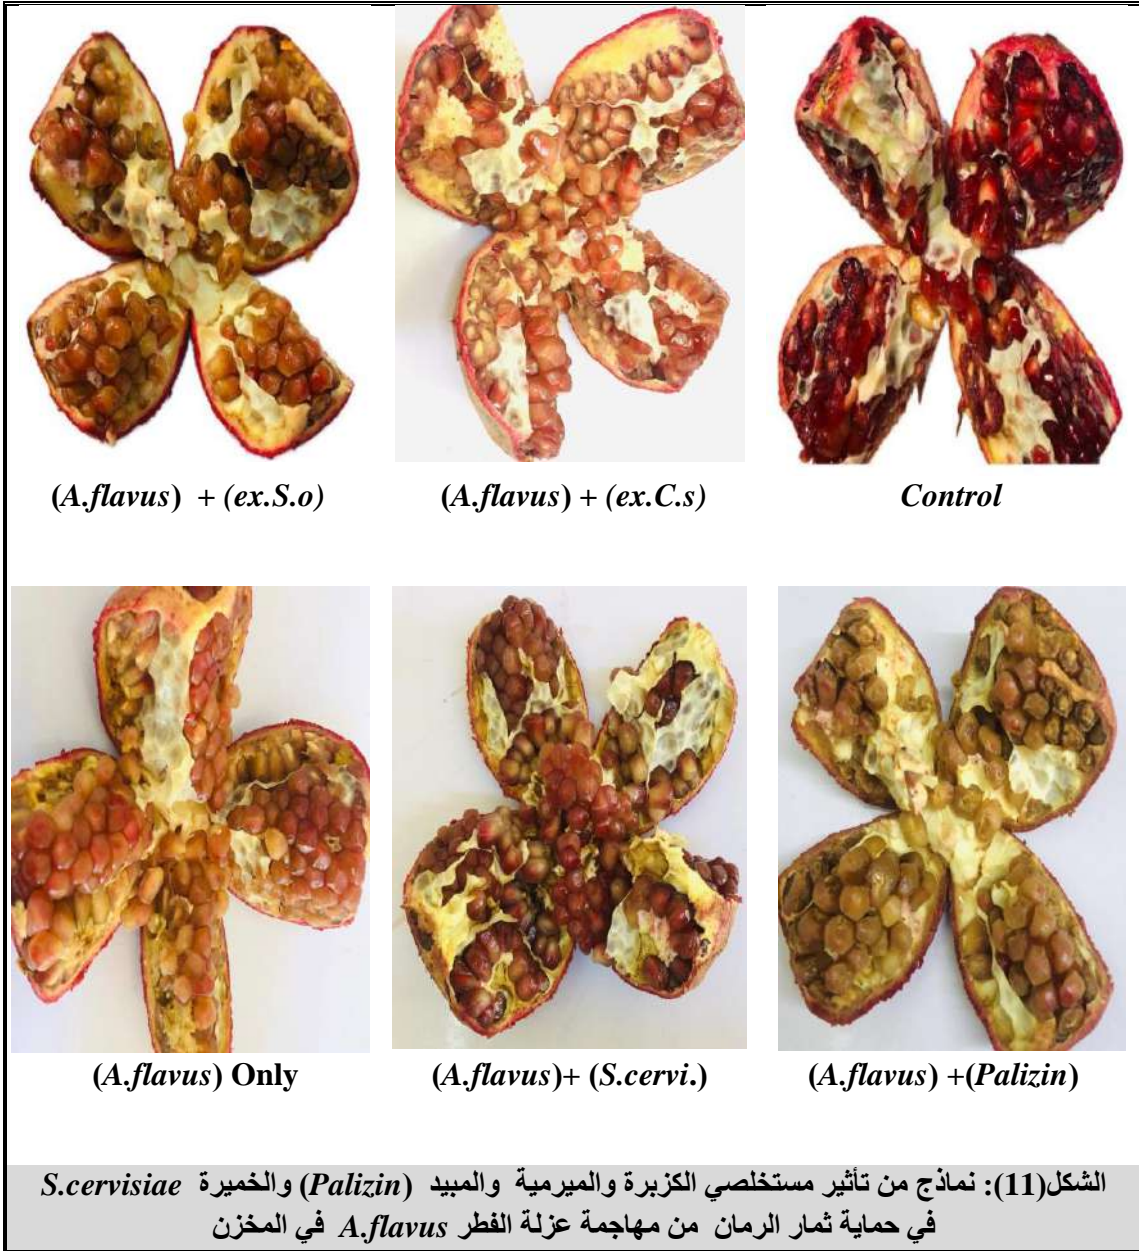 (A.flavus) + (ex.S.o)
(A.flavus) + (ex.C.s)
Control
(A.flavus) Only
(A.flavus)+ (S.cervi.)
(A.flavus) +(Palizin)
الشكل(11): نماذج من تأثير مستخلصي الكزبرة والميرمية والمبيد (Palizin) والخميرة S.cervisiae
في حماية ثمار الرمان من مهاجمة عزلة الفطر A.flavus في المخزن